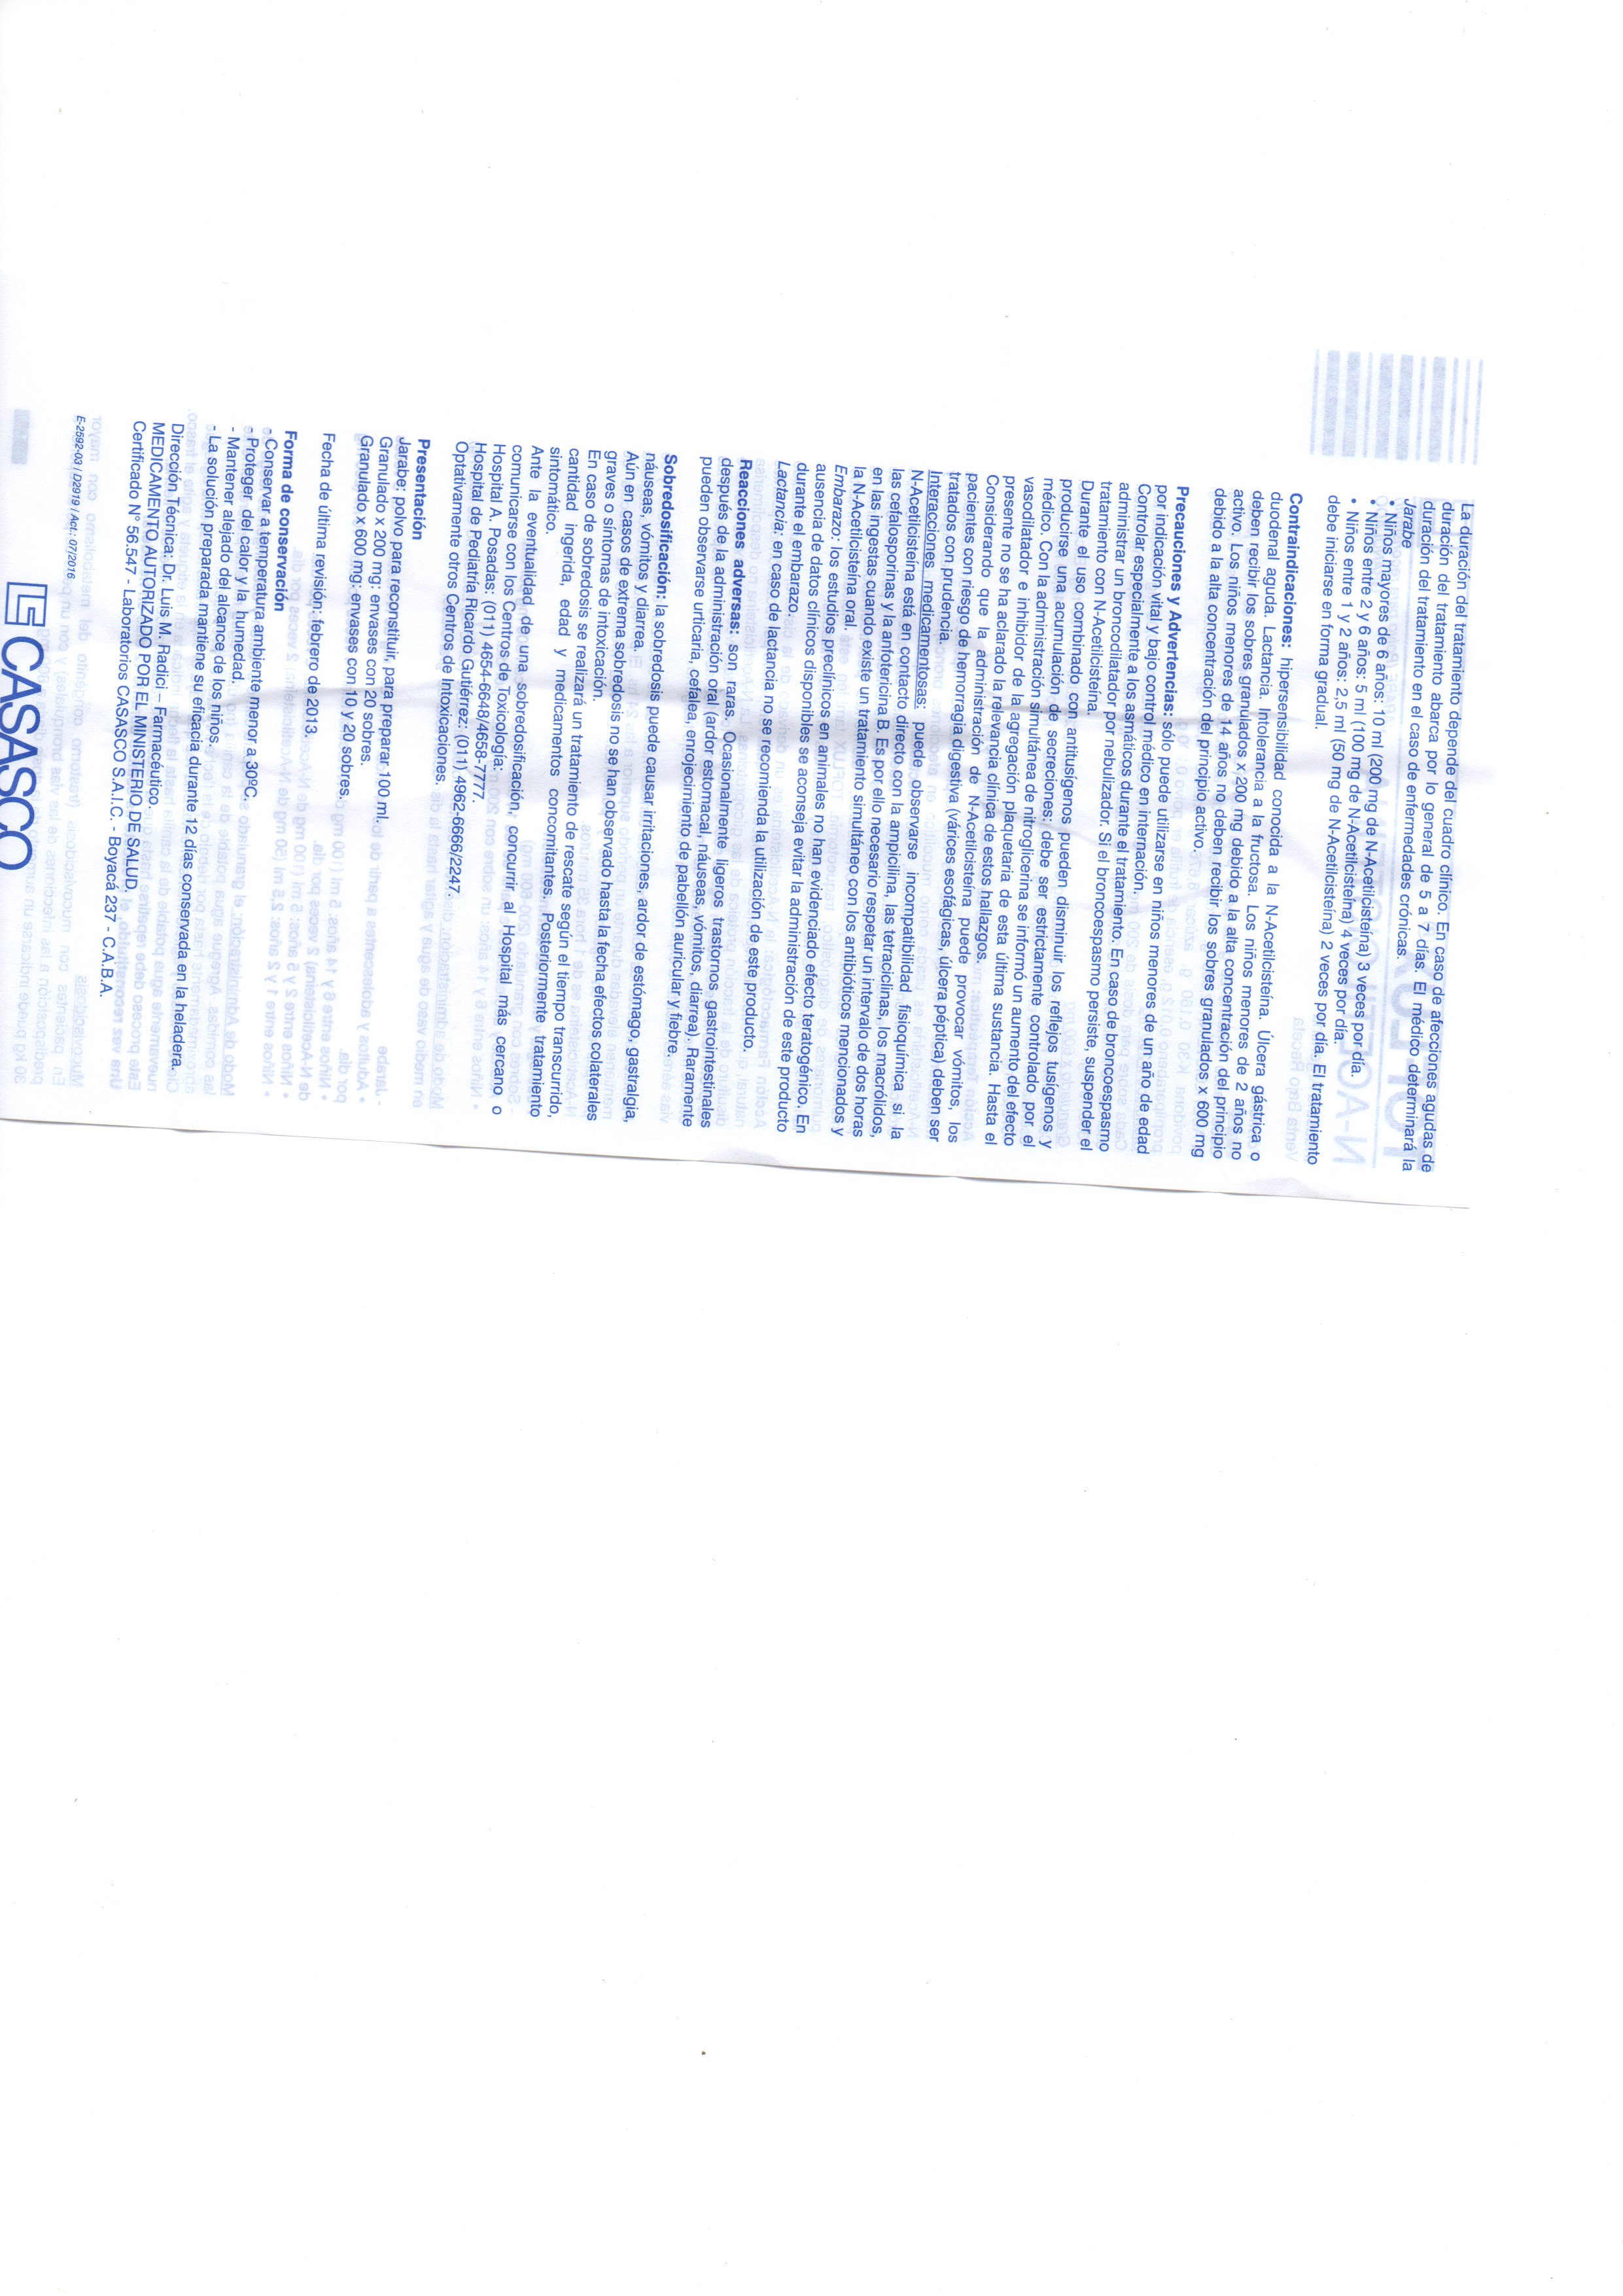 La duración del tratamiento depende del cuadro clínico. En caso de afecciones agudas de
duración del tratamiento abarca por lo general de 5 a 7 días. El médico determinará la
duración del tratamiento en el caso de enfermedades crónicas.
Jarabe
• Niños mayores de 6 años: 10 ml (200 mg de N-Acetilcisteína) 3 veces por día.
• Niños entre 2 y 6 años: 5 ml (100 mg de N-Acetilcisteína) 4 veces por día.
• Niños entre 1 y 2 años: 2,5 ml (50 mg de N-Acetilcisteína) 2 veces por día. El tratamiento
debe iniciarse en forma gradual.
Contraindicaciones: hipersensibilidad conocida a la N-Acetilcisteína. Úlcera gástrica o
duodenal aguda. Lactancia. Intolerancia a la fructosa. Los niños menores de 2 años no
deben recibir los sobres granulados x 200 mg debido a la alta concentración del principio
activo. Los niños menores de 14 años no deben recibir los sobres granulados x 600 mg
debido a la alta concentración del principio activo.
Precauciones y Advertencias: sólo puede utilizarse en niños menores de un año de edad
por indicación vital y bajo control médico en internación.
Controlar especialmente a los asmáticos durante el tratamiento. En caso de broncoespasmo
administrar un broncodilatador por nebulizador. Si el broncoespasmo persiste, suspender el
tratamiento con N-Acetilcisteína.
Durante el uso combinado con antitusígenos pueden disminuir los reflejos tusígenos y
producirse una acumulación de secreciones: debe ser estrictamente controlado por el
médico. Con la administración simultánea de nitroglicerina se informó un aumento del efecto
vasodilatador e inhibidor de la agregación plaquetaria de esta última sustancia. Hasta el
presente no se ha aclarado la relevancia clínica de estos hallazgos.
Considerando que la administración de N-Acetilcisteína puede provocar vómitos, los
pacientes con riesgo de hemorragia digestiva (várices esofágicas, úlcera péptica) deben ser
tratados con prudencia.
Interacciones medicamentosas: puede observarse incompatibilidad fisioquímica si la
N-Acetilcisteína está en contacto directo con la ampicilina, las tetraciclinas, los macrólidos,
las cefalosporinas y la anfotericina B. Es por ello necesario respetar un intervalo de dos horas
en las ingestas cuando existe un tratamiento simultáneo con los antibióticos mencionados y
la N-Acetilcisteína oral.
Embarazo: los estudios preclínicos en animales no han evidenciado efecto teratogénico. En
ausencia de datos clínicos disponibles se aconseja evitar la administración de este producto
durante el embarazo.
Lactancia: en caso de lactancia no se recomienda la utilización de este producto.
Reacciones adversas: son raras. Ocasionalmente ligeros trastornos gastrointestinales
después de la administración oral (ardor estomacal, náuseas, vómitos, diarrea). Raramente
pueden observarse urticaria, cefalea, enrojecimiento de pabellón auricular y fiebre.
Sobredosificación: la sobredosis puede causar irritaciones, ardor de estómago, gastralgia,
náuseas, vómitos y diarrea.
Aún en casos de extrema sobredosis no se han observado hasta la fecha efectos colaterales
graves o síntomas de intoxicación.
En caso de sobredosis se realizará un tratamiento de rescate según el tiempo transcurrido,
cantidad ingerida, edad y medicamentos concomitantes. Posteriormente tratamiento
sintomático.
Ante la eventualidad de una sobredosificación, concurrir al Hospital más cercano o
comunicarse con los Centros de Toxicología:
Hospital A. Posadas: (011) 4654-6648/4658-7777.
Hospital de Pediatría Ricardo Gutiérrez: (011) 4962-6666/2247.
Optativamente otros Centros de Intoxicaciones.
Presentación
Jarabe; polvo para reconstituir, para preparar 100 ml.
Granulado x 200 mg: envases con 20 sobres.
Granulado x 600 mg: envases con 10 y 20 sobres.
Fecha de última revisión: febrero de 2013.
Forma de conservación
- Conservar a temperatura ambiente menor a 30ºC.
- Proteger del calor y la humedad.
- Mantener alejado del alcance de los niños.
- La solución preparada mantiene su eficacia durante 12 días conservada en la heladera.
Dirección Técnica: Dr. Luis M. Radici – Farmacéutico.
MEDICAMENTO AUTORIZADO POR EL MINISTERIO DE SALUD.
Certificado N° 56.547 - Laboratorios CASASCO S.A.I.C. - Boyacá 237 - C.A.B.A.
E-2592-03 / D2919 / Act.: 07/2016
CASASCO